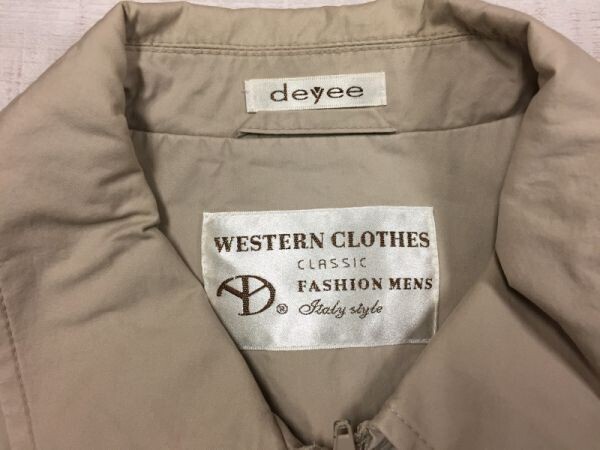 deyee
WESTERN CLOTHES
CLASSIC
FASHION MENS
® Italy style